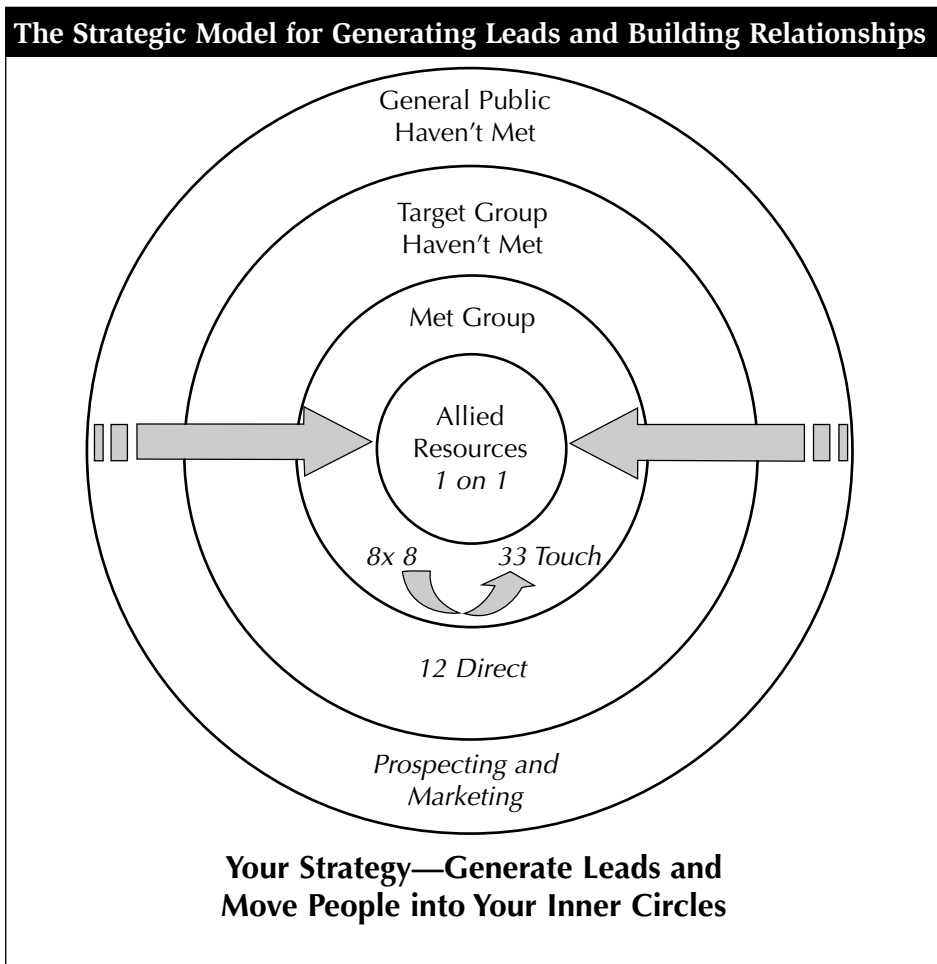 The Strategic Model for Generating Leads and Building Relationships
General Public
Haven't Met
Target Group
Haven't Met
Met Group
Allied
Resources
1 on 1
8x 8 33 Touch
12 Direct
Prospecting and
Marketing
Your Strategy—Generate Leads and
Move People into Your Inner Circles